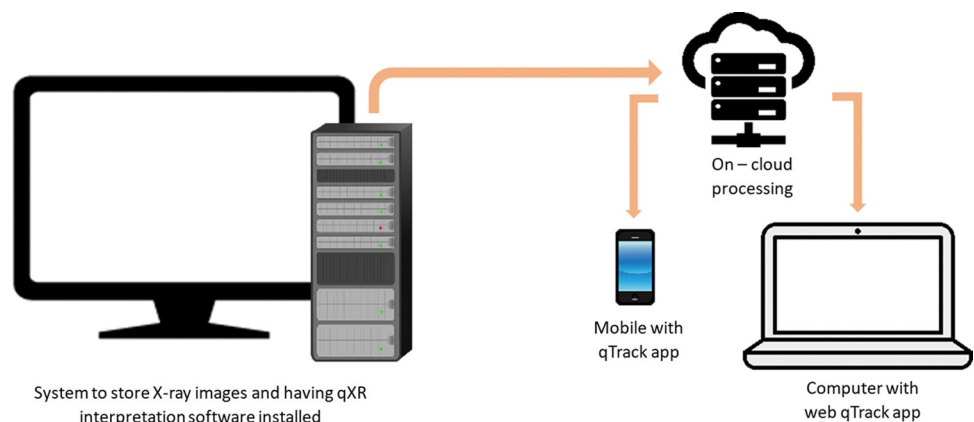 On – cloud
processing
Mobile with
qTrack app
System to store X-ray images and having qXR
interpretation software installed
Computer with
web qTrack app